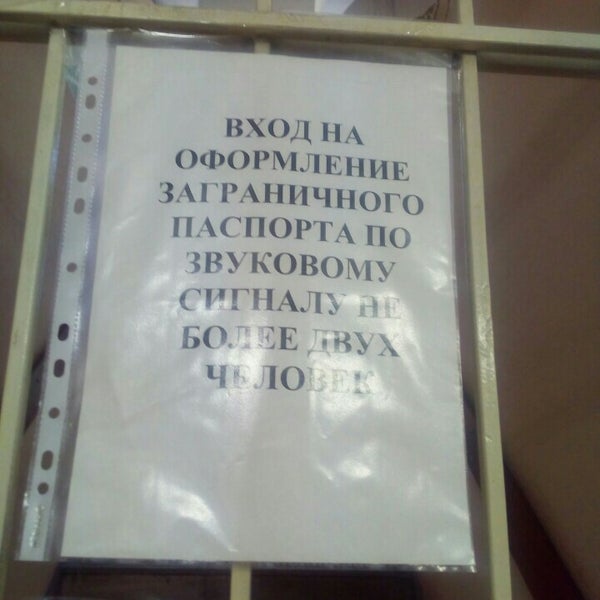 ВХОД НА
ОФОРМЛЕНИЕ
ЗАГРАНИЧНОГО
ПАСПОРТА ПО
ЗВУКОВОМУ
СИГНАЛУ НЕ
БОЛЕЕ ДВУХ
ЧЕЛОВЕК